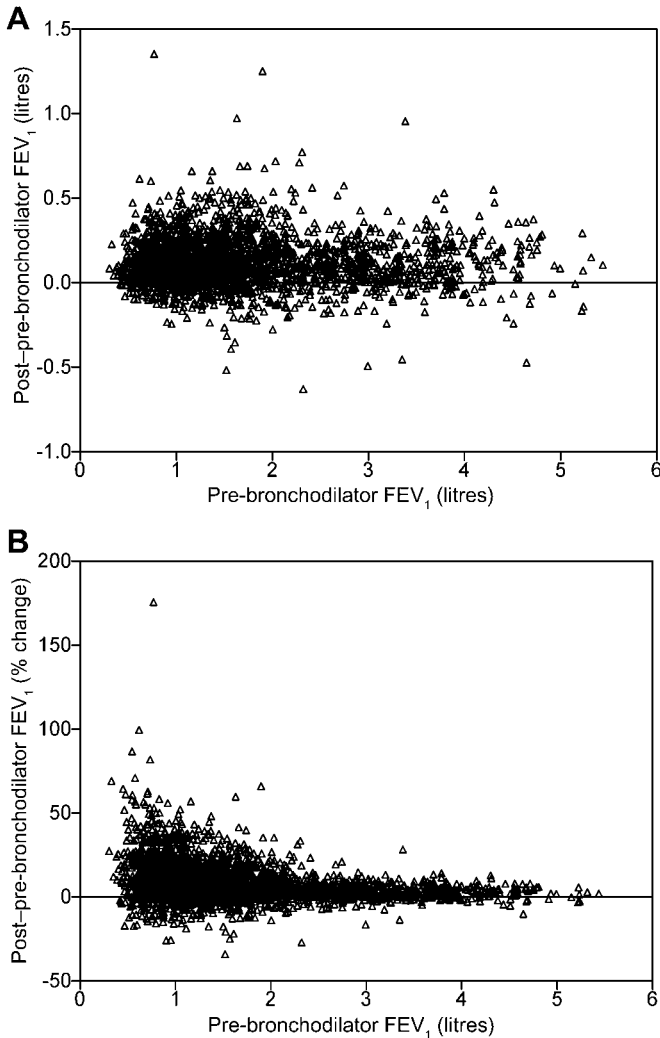 A
Post–pre-bronchodilator FEV₁ (litres)
1.5
1.0
0.5
0.0
-0.5
-1.0
0 1 2 3 4 5 6
Pre-bronchodilator FEV₁ (litres)
B
Post–pre-bronchodilator FEV₁ (% change)
200
150
100
50
0
-50
0 1 2 3 4 5 6
Pre-bronchodilator FEV₁ (litres)